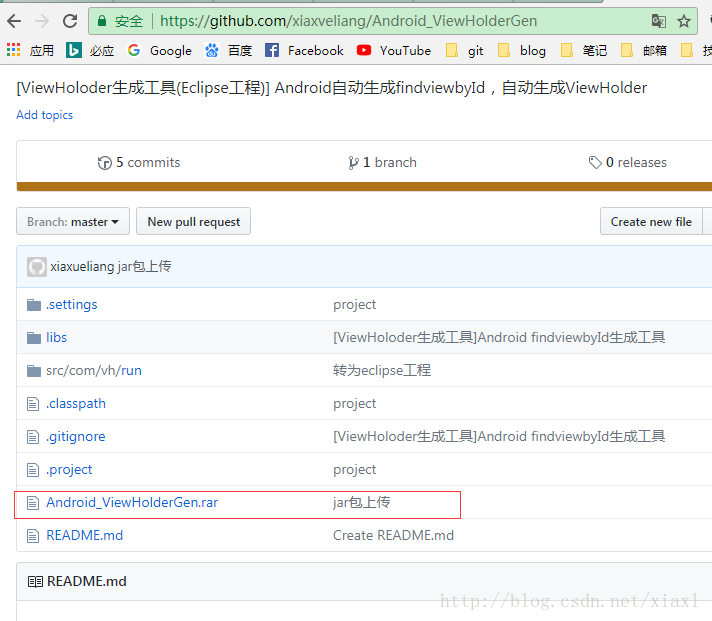 安全 https://github.com/xiaxveliang/Android_ViewHolderGen
应用 必应 Google 百度 Facebook YouTube git blog 笔记 邮箱
[ViewHoloder生成工具(Eclipse工程)] Android自动生成findviewbyId，自动生成ViewHolder
Add topics
5 commits 1 branch 0 releases
Branch: master New pull request Create new file
xiaxueliang jar包上传
.settings project
libs [ViewHoloder生成工具]Android findviewbyId生成工具
src/com/vh/run 转为eclipse工程
.classpath project
.gitignore [ViewHoloder生成工具]Android findviewbyId生成工具
.project project
Android_ViewHolderGen.rar jar包上传
README.md Create README.md
README.md
http://blog.csdn.net/xiaxl